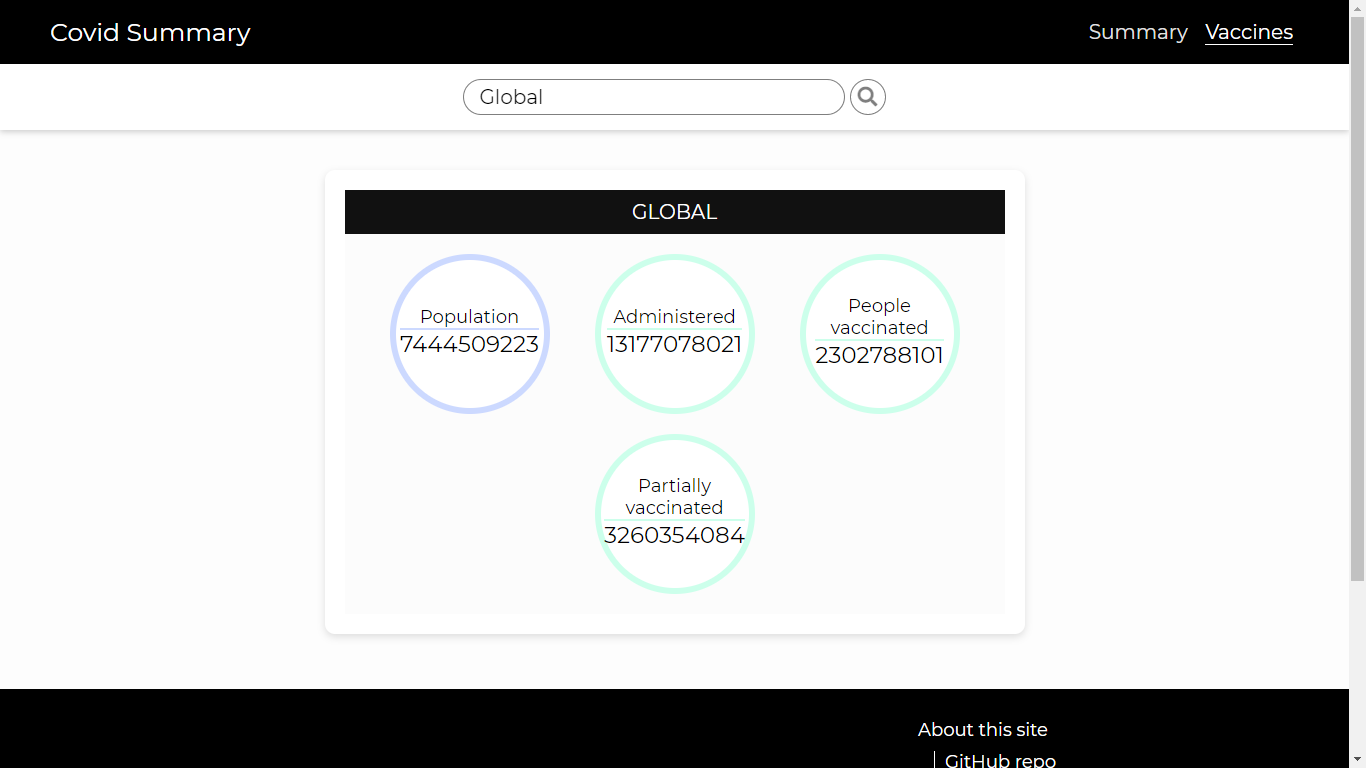 Covid Summary
Summary
Vaccines
Global
GLOBAL
Population
7444509223
Administered
13177078021
People
vaccinated
2302788101
Partially
vaccinated
3260354084
About this site
GitHub repo